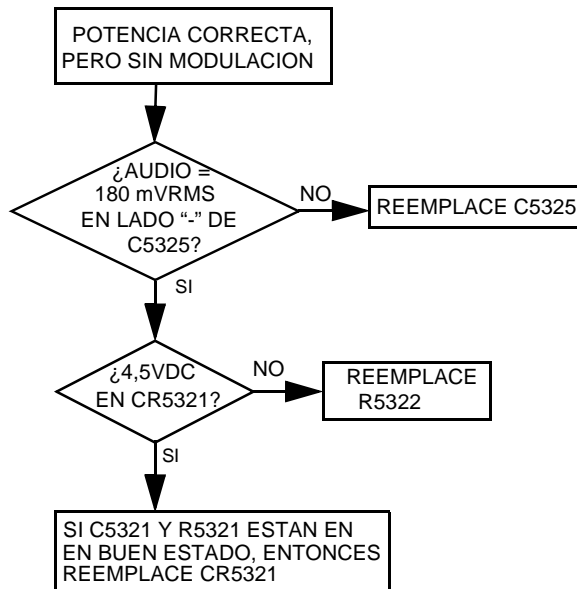 POTENCIA CORRECTA,
PERO SIN MODULACION
¿AUDIO =
180 mVRMS
EN LADO “-” DE
C5325?
NO
REEMPLACE C5325
SI
¿4,5VDC
EN CR5321?
NO
REEMPLACE
R5322
SI
SI C5321 Y R5321 ESTAN EN
EN BUEN ESTADO, ENTONCES
REEMPLACE CR5321